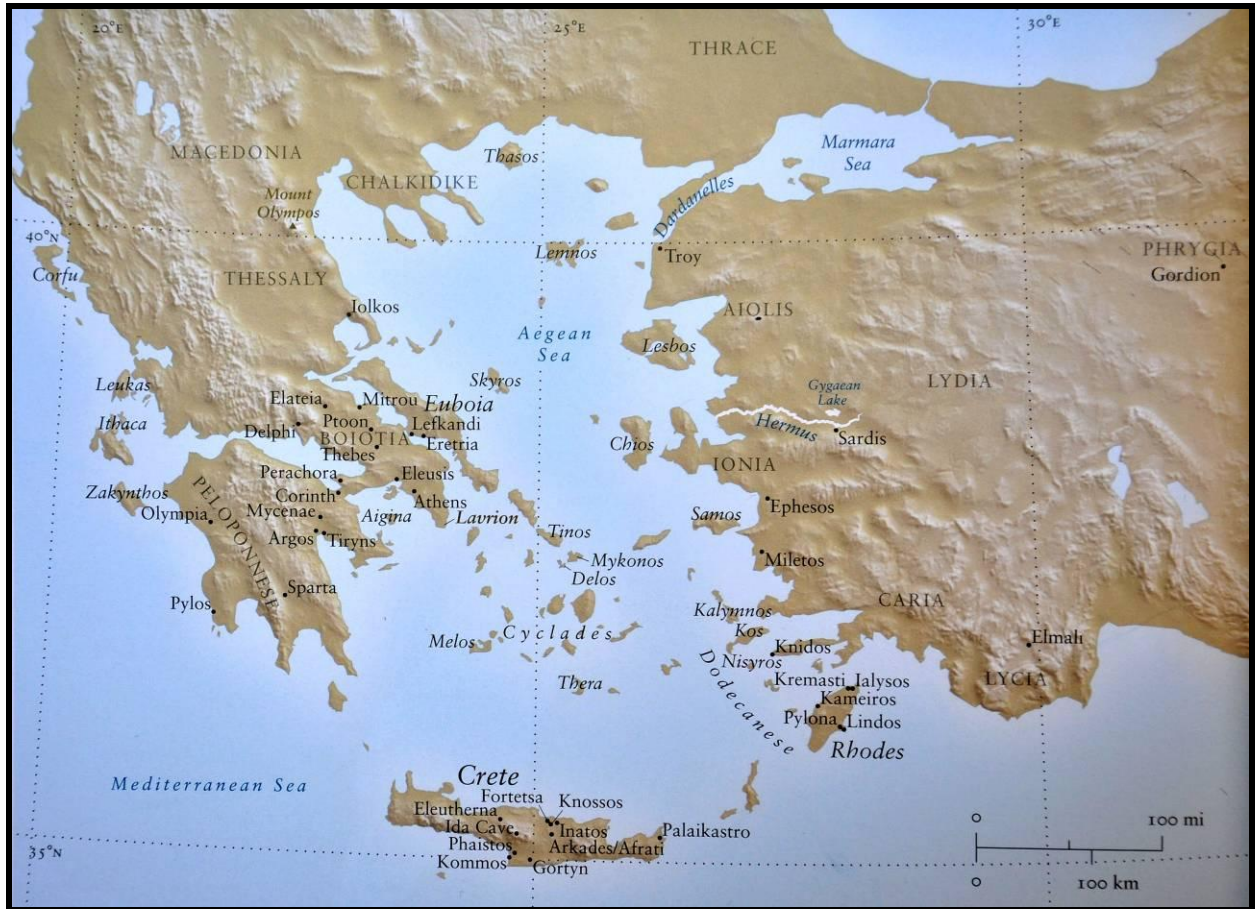 20°E
25°E
30°E
THRACE
Marmara
Sea
MACEDONIA
Thasos
CHALKIDIKE
Mount
Olympos
Dardanelles
40°N
Lemnos
Troy
PHRYGIA
Gordion
Corfu
THESSALY
Iolkos
AIOLIS
Aegean
Sea
Lesbos
Leukas
Skyros
LYDIA
Gygaean
Lake
Elateia
Mitrou
Euboia
Ithaca
Ptoon
Lefkandi
Hermus
Delphi
BOIOTIA
Eretria
Chios
Sardis
Thebes
IONIA
Perachora
Eleusis
Zakynthos
Corinth
Athens
Ephesos
Olympia
PELOPONNESE
Mycenae
Aigina
Lavrion
Samos
Argos
Tiryns
Tinos
Mykonos
Miletos
Delos
Sparta
Pylos
Kalymnos
CARIA
Melos
Cyclades
Kos
Elmalı
Knidos
Nisyros
Thera
Dodecanese
Kremasti
Ialysos
LYCIA
Kameiros
Pylona
Lindos
Rhodes
Mediterranean Sea
Crete
Fortetsa
Knossos
Eleutherna
Ida Cave
Inatos
Palaikastro
Phaistos
Arkades/Afrati
Kommos
Gortyn
35°N
0
100 mi
0
100 km